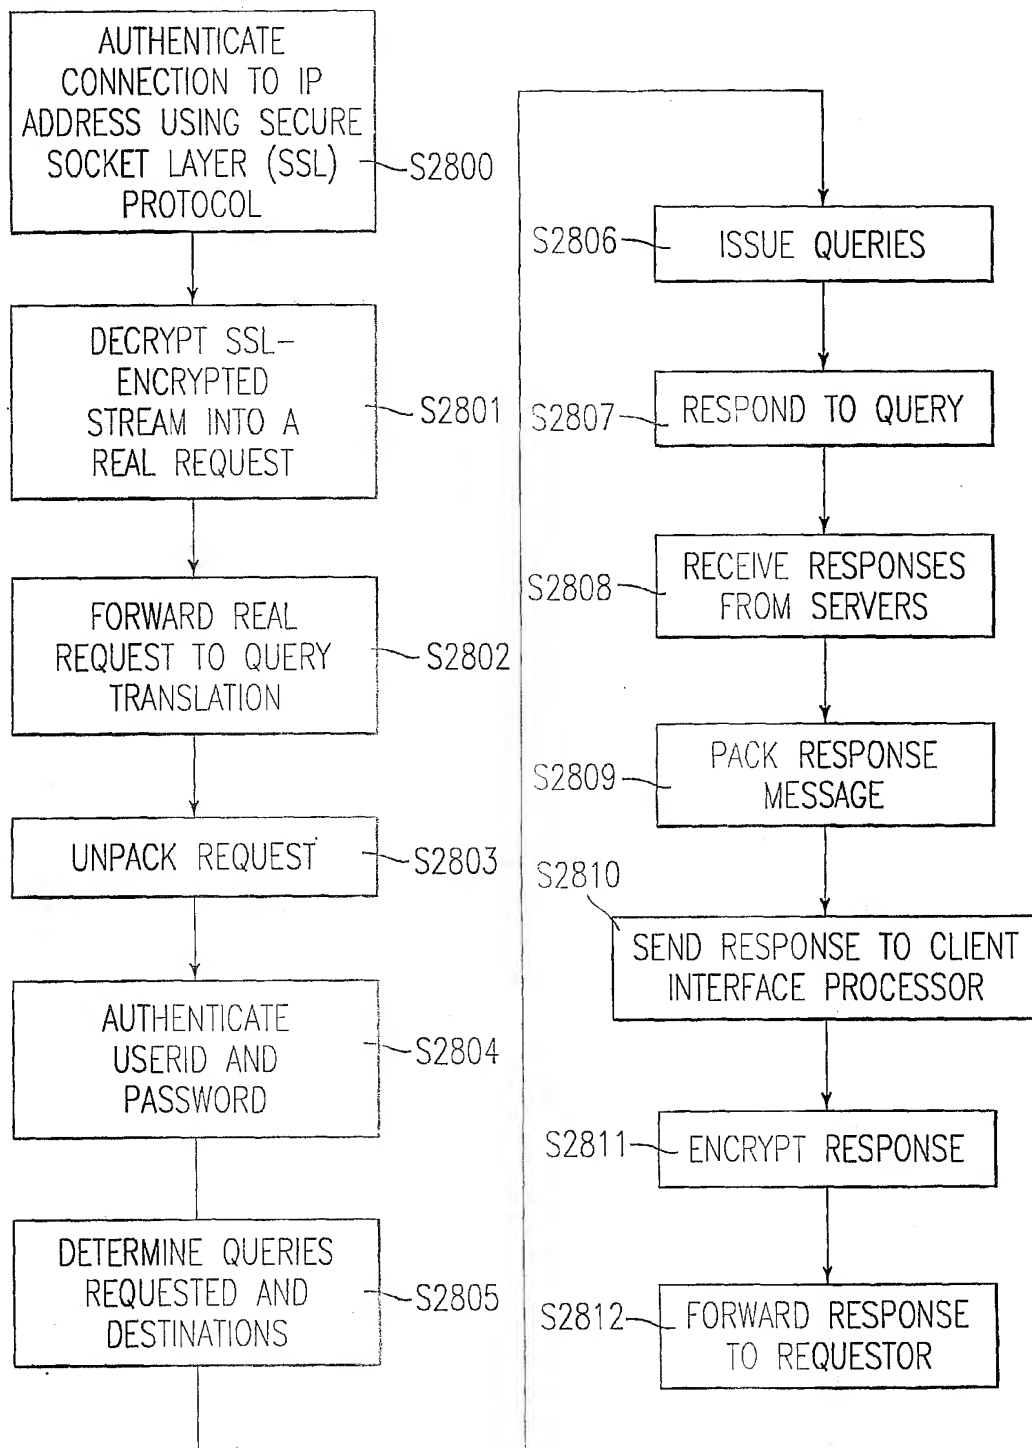 AUTHENTICATE
CONNECTION TO IP
ADDRESS USING SECURE
SOCKET LAYER (SSL)
PROTOCOL
S2800
DECRYPT SSL-
ENCRYPTED
STREAM INTO A
REAL REQUEST
S2801
FORWARD REAL
REQUEST TO QUERY
TRANSLATION
S2802
UNPACK REQUEST
S2803
AUTHENTICATE
USERID AND
PASSWORD
S2804
DETERMINE QUERIES
REQUESTED AND
DESTINATIONS
S2805
S2806
ISSUE QUERIES
S2807
RESPOND TO QUERY
S2808
RECEIVE RESPONSES
FROM SERVERS
S2809
PACK RESPONSE
MESSAGE
S2810
SEND RESPONSE TO CLIENT
INTERFACE PROCESSOR
S2811
ENCRYPT RESPONSE
S2812
FORWARD RESPONSE
TO REQUESTOR